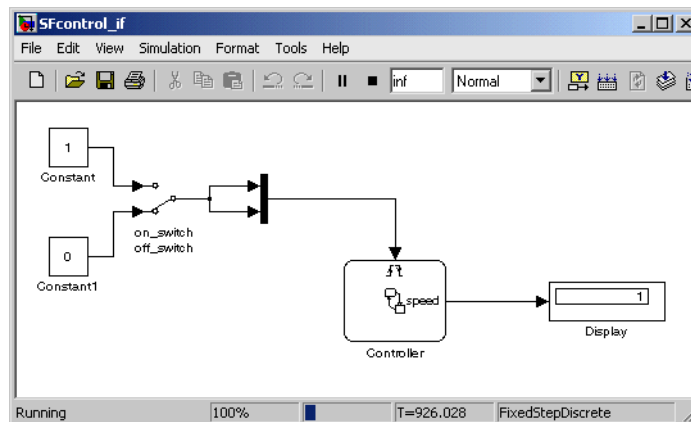 SFcontrol_if
File Edit View Simulation Format Tools Help
inf Normal
1
Constant
0
Constant1
on_switch
off_switch
speed
Controller
1
Display
Running 100% T=926.028 FixedStepDiscrete